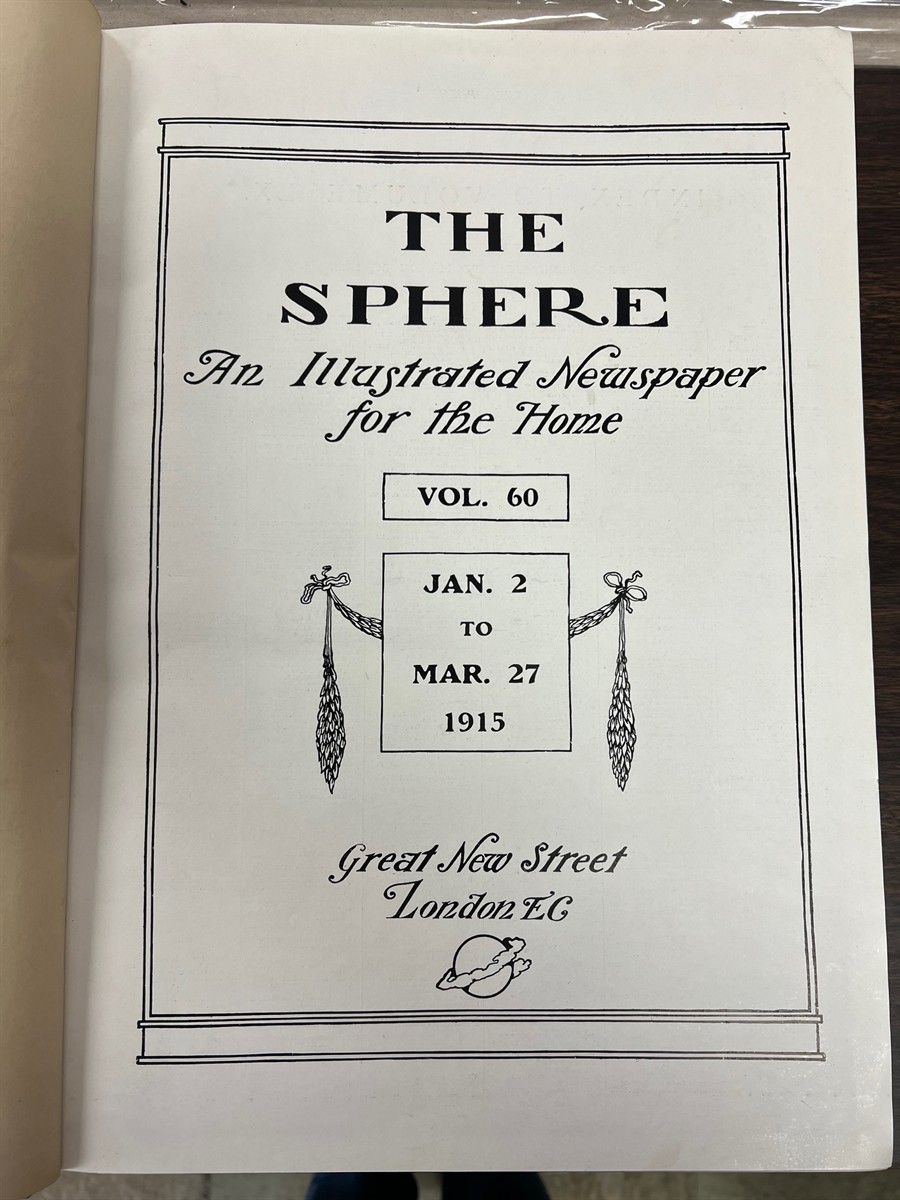 THE
SPHERE
An Illustrated Newspaper
for the Home
VOL. 60
JAN. 2
TO
MAR. 27
1915
Great New Street
London EC